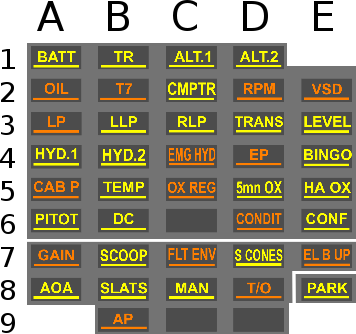 A B C D E
1 BATT TR ALT.1 ALT.2
2 OIL T7 CMPTR RPM VSD
3 LP LLP RLP TRANS LEVEL
4 HYD.1 HYD.2 EMG HYD EP BINGO
5 CAB P TEMP OX REG 5mn OX HA OX
6 PITOT DC CONDIT CONF
7 GAIN SCOOP FLT ENV S CONES EL B UP
8 AOA SLATS MAN T/O PARK
9 AP